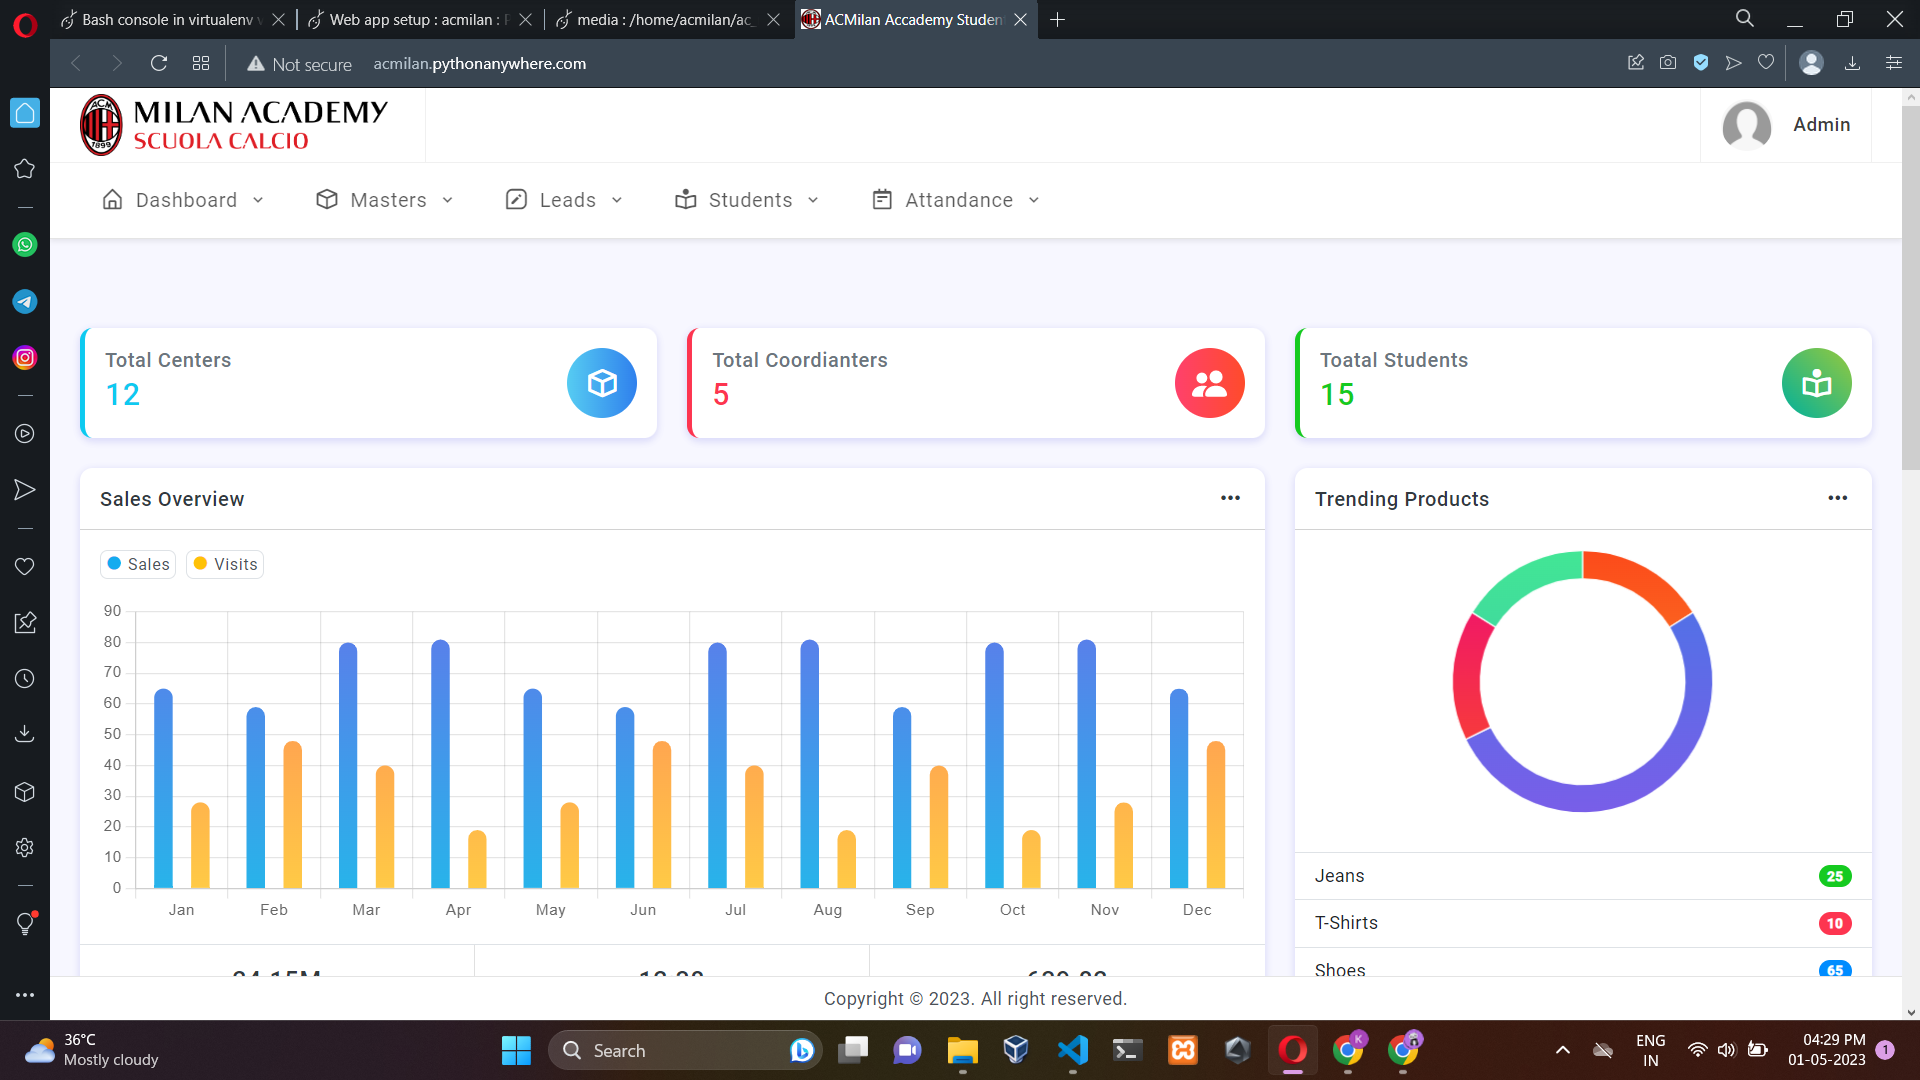 Bash console in virtualenv
Web app setup : acmilan :
media : /home/acmilan/ac_
ACMilan Accademy Studen
Not secure
acmilan.pythonanywhere.com
ACM
1899
MILAN ACADEMY
SCUOLA CALCIO
Admin
Dashboard
Masters
Leads
Students
Attandance
Total Centers
12
Total Coordianters
5
Toatal Students
15
Sales Overview
Trending Products
Sales
Visits
90
80
70
60
50
40
30
20
10
0
Jan
Feb
Mar
Apr
May
Jun
Jul
Aug
Sep
Oct
Nov
Dec
Jeans
25
T-Shirts
10
Shoes
65
Copyright © 2023. All right reserved.
36°C
Mostly cloudy
Search
K
ENG
IN
04:29 PM
01-05-2023
1